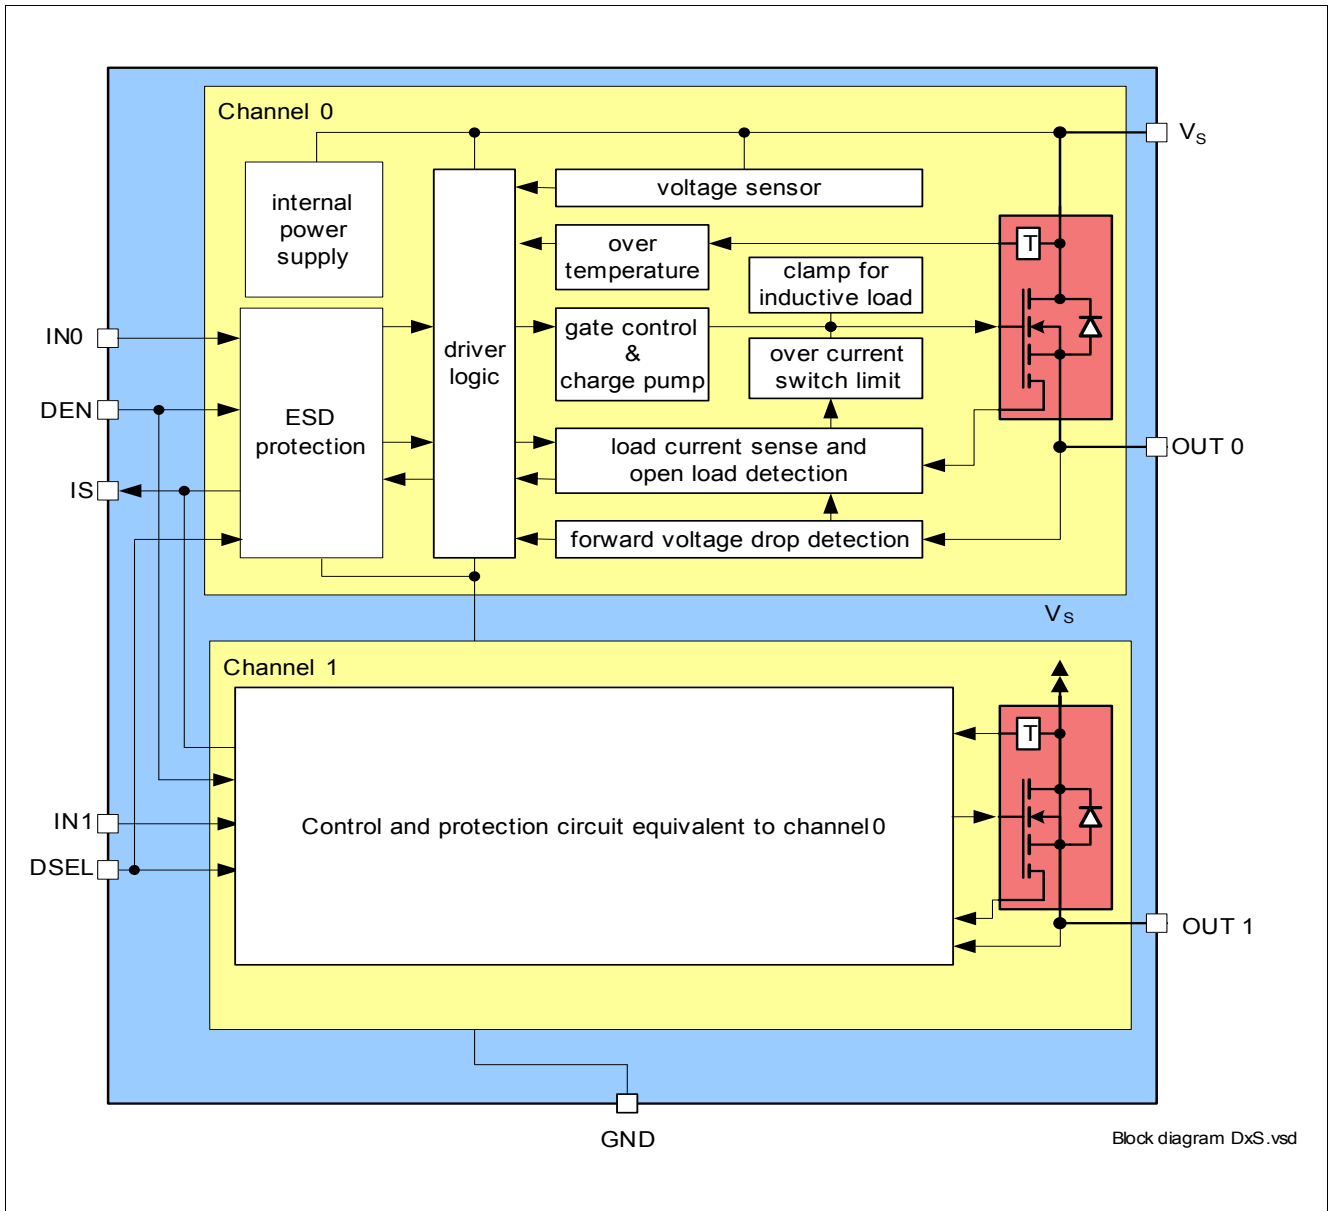 Channel 0
VS
internal
power
supply
voltage sensor
over
temperature
T
clamp for
inductive load
IN0
gate control
&
charge pump
driver
logic
over current
switch limit
DEN
ESD
protection
load current sense and
open load detection
OUT 0
IS
forward voltage drop detection
VS
Channel 1
T
IN1
Control and protection circuit equivalent to channel 0
DSEL
OUT 1
GND
Block diagram DxS.vsd